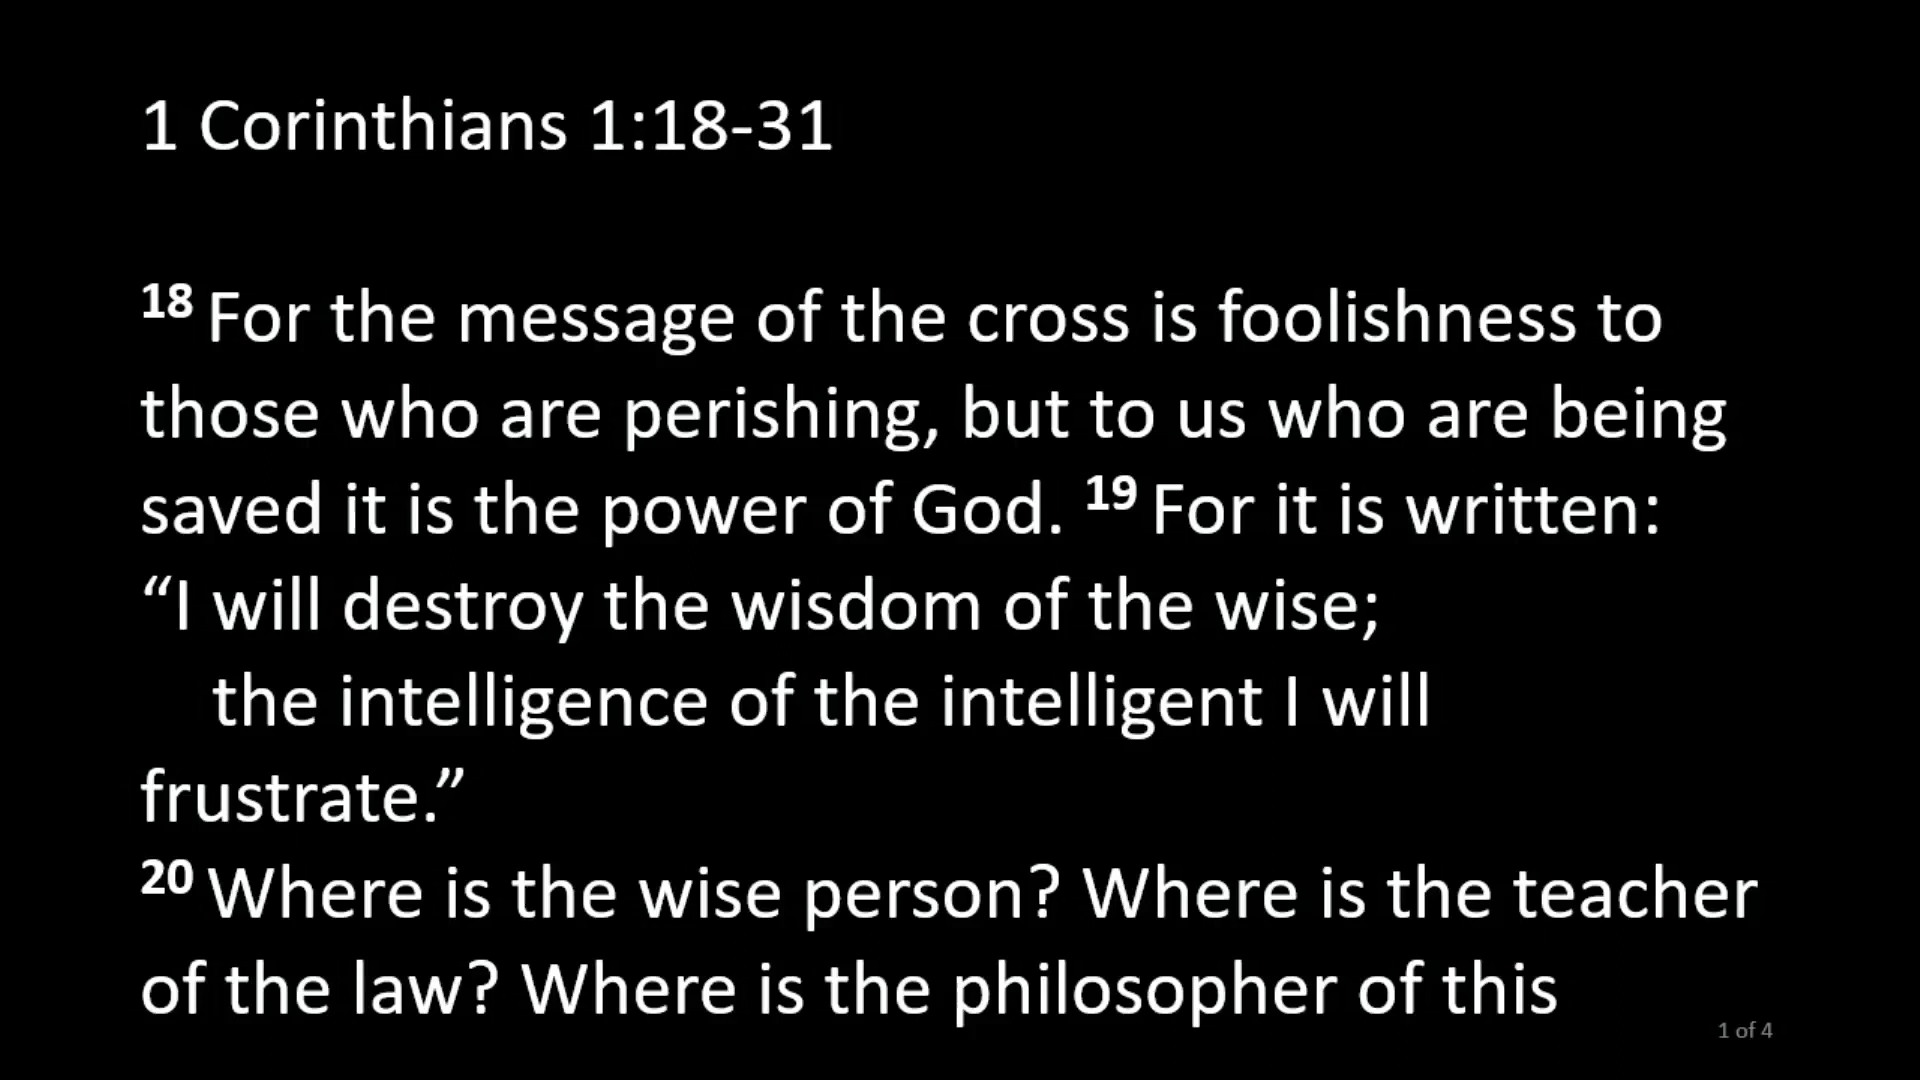 1 Corinthians 1:18-31
18 For the message of the cross is foolishness to
those who are perishing, but to us who are being
saved it is the power of God. 19 For it is written:
“I will destroy the wisdom of the wise;
the intelligence of the intelligent I will
frustrate.”
20 Where is the wise person? Where is the teacher
of the law? Where is the philosopher of this
1 of 4